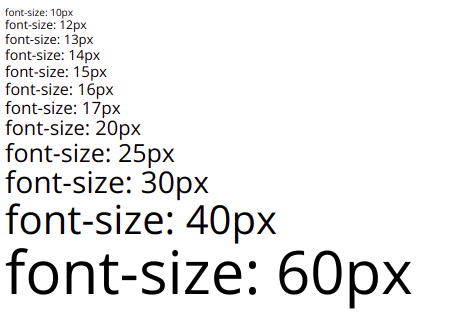 font-size: 10px
font-size: 12px
font-size: 13px
font-size: 14px
font-size: 15px
font-size: 16px
font-size: 17px
font-size: 20px
font-size: 25px
font-size: 30px
font-size: 40px
font-size: 60px